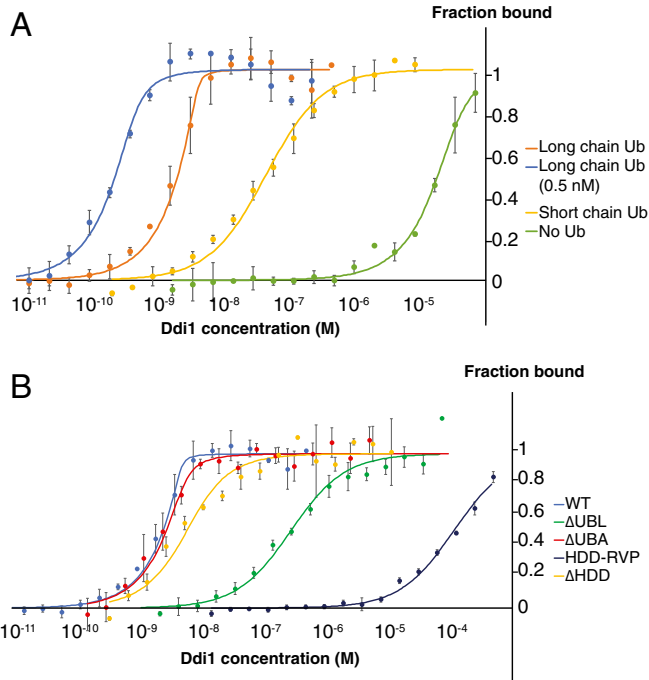 A
Fraction bound
1
0.8
0.6
0.4
0.2
0
Long chain Ub
Long chain Ub
(0.5 nM)
Short chain Ub
No Ub
10-11 10-10 10-9 10-8 10-7 10-6 10-5
Ddi1 concentration (M)
B
Fraction bound
1
0.8
0.6
0.4
0.2
0
WT
ΔUBL
ΔUBA
HDD-RVP
ΔHDD
10-11 10-10 10-9 10-8 10-7 10-6 10-5 10-4
Ddi1 concentration (M)